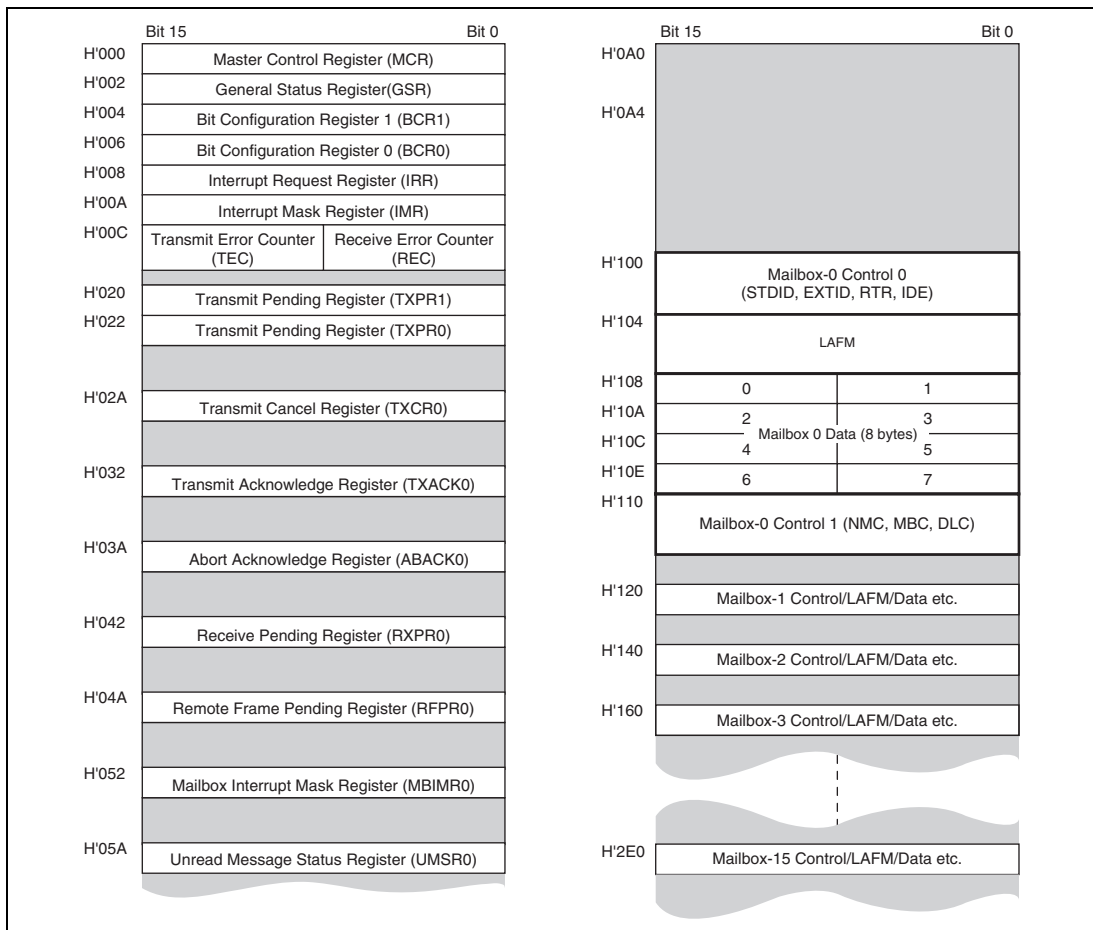 Bit 15 Bit 0
H'000 Master Control Register (MCR)
H'002 General Status Register(GSR)
H'004 Bit Configuration Register 1 (BCR1)
H'006 Bit Configuration Register 0 (BCR0)
H'008 Interrupt Request Register (IRR)
H'00A Interrupt Mask Register (IMR)
H'00C Transmit Error Counter (TEC) Receive Error Counter (REC)
H'020 Transmit Pending Register (TXPR1)
H'022 Transmit Pending Register (TXPR0)
H'02A Transmit Cancel Register (TXCR0)
H'032 Transmit Acknowledge Register (TXACK0)
H'03A Abort Acknowledge Register (ABACK0)
H'042 Receive Pending Register (RXPR0)
H'04A Remote Frame Pending Register (RFPR0)
H'052 Mailbox Interrupt Mask Register (MBIMR0)
H'05A Unread Message Status Register (UMSR0)
Bit 15 Bit 0
H'0A0
H'0A4
H'100 Mailbox-0 Control 0
(STDID, EXTID, RTR, IDE)
H'104 LAFM
H'108 0 1
H'10A 2 3
Mailbox 0 Data (8 bytes)
H'10C 4 5
H'10E 6 7
H'110 Mailbox-0 Control 1 (NMC, MBC, DLC)
H'120 Mailbox-1 Control/LAFM/Data etc.
H'140 Mailbox-2 Control/LAFM/Data etc.
H'160 Mailbox-3 Control/LAFM/Data etc.
H'2E0 Mailbox-15 Control/LAFM/Data etc.